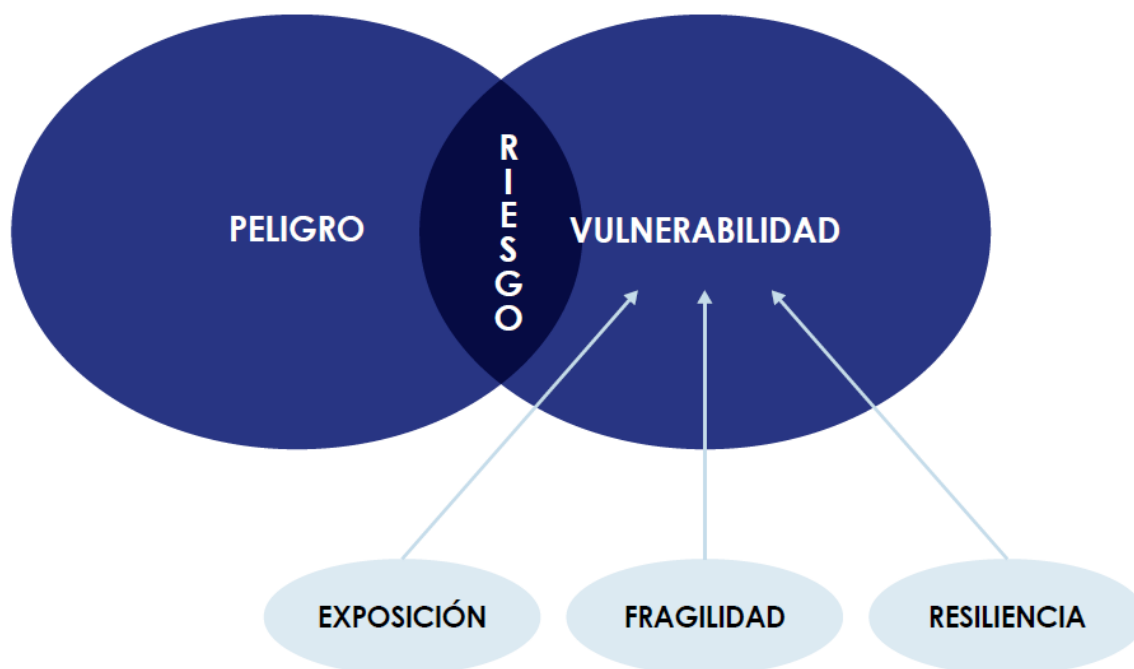 PELIGRO
RIESGO
VULNERABILIDAD
EXPOSICIÓN
FRAGILIDAD
RESILIENCIA